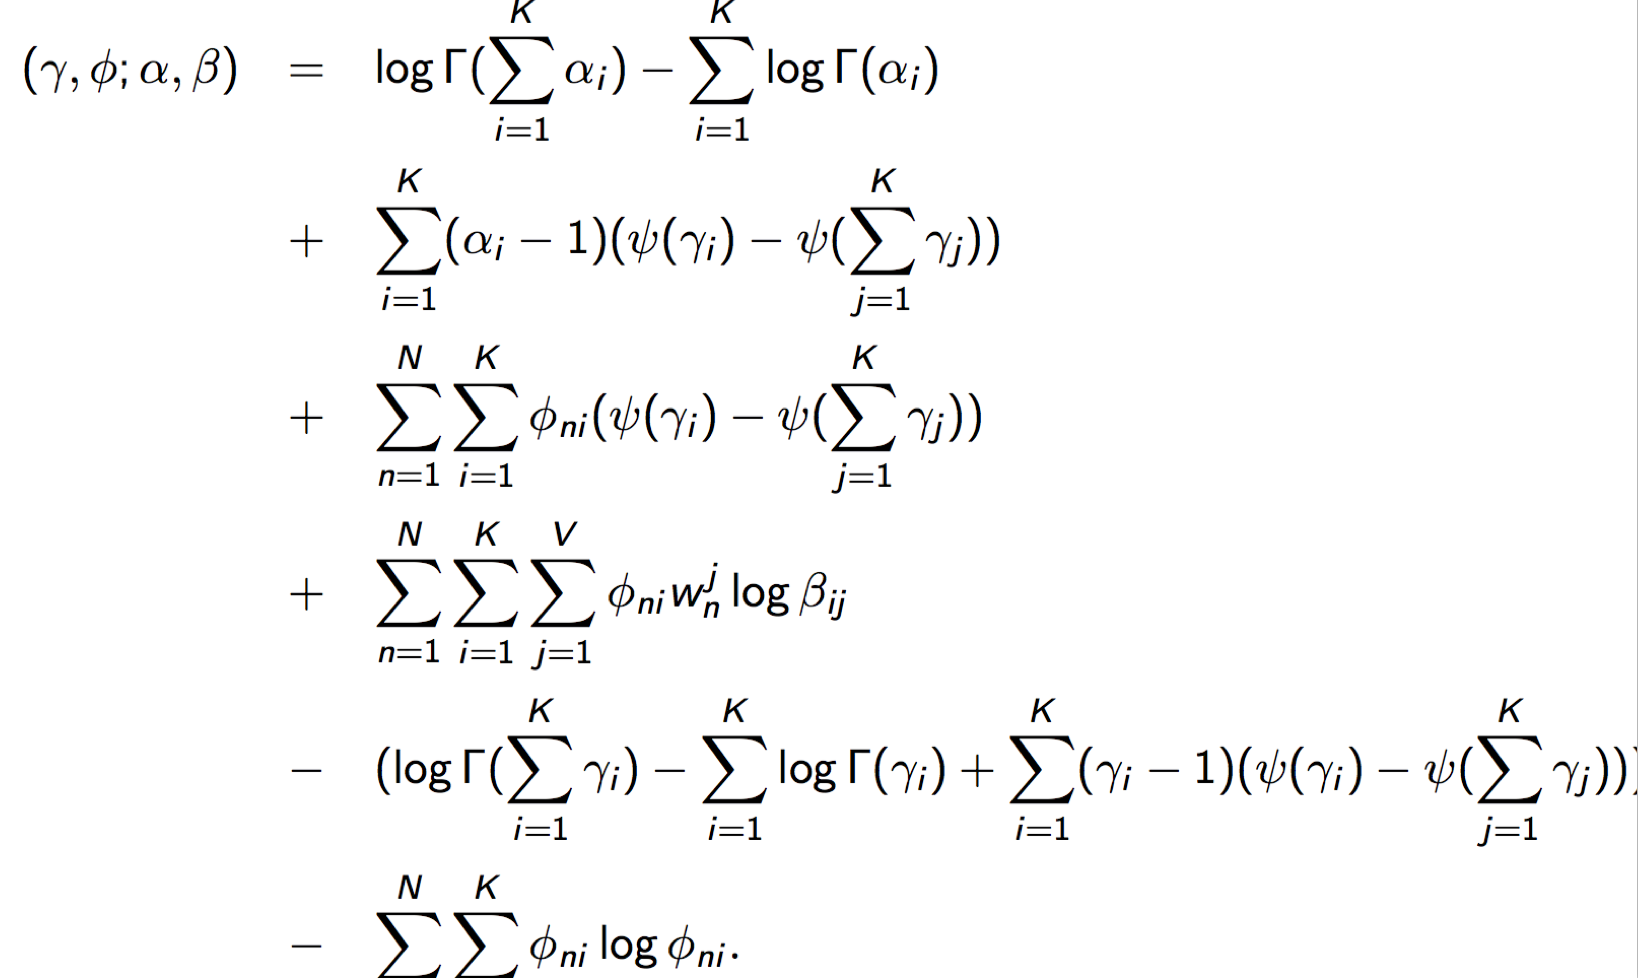 (γ, ϕ; α, β) = log Γ(∑_{i=1}^{K} α_i) − ∑_{i=1}^{K} log Γ(α_i)
+ ∑_{i=1}^{K} (α_i − 1)(ψ(γ_i) − ψ(∑_{j=1}^{K} γ_j))
+ ∑_{n=1}^{N} ∑_{i=1}^{K} ϕ_{ni}(ψ(γ_i) − ψ(∑_{j=1}^{K} γ_j))
+ ∑_{n=1}^{N} ∑_{i=1}^{K} ∑_{j=1}^{V} ϕ_{ni} w_n^j log β_{ij}
− (log Γ(∑_{i=1}^{K} γ_i) − ∑_{i=1}^{K} log Γ(γ_i) + ∑_{i=1}^{K} (γ_i − 1)(ψ(γ_i) − ψ(∑_{j=1}^{K} γ_j)))
− ∑^{N} ∑^{K} ϕ_{ni} log ϕ_{ni}.